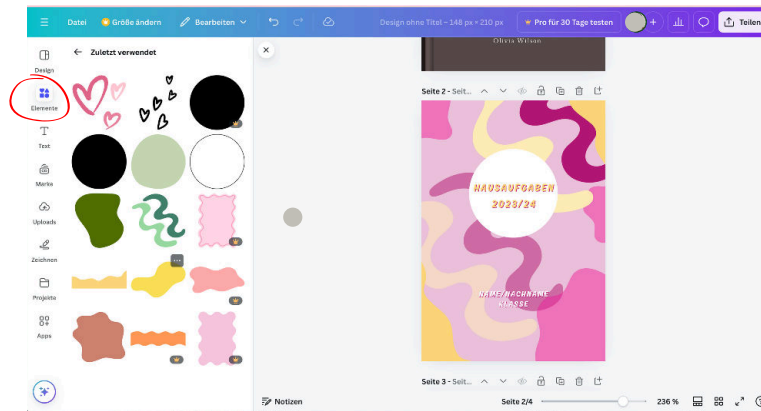 Datei Größe ändern Bearbeiten Design ohne Titel – 148 px × 210 px Pro für 30 Tage testen + Teilen
Design
Elemente
Text
Marke
Uploads
Zeichnen
Projekte
Apps
Zuletzt verwendet
Olivia Wilson
Seite 2 - Seit...
HAUSAUFGABEN
2023/24
NAME/NACHNAME
KLASSE
Seite 3 - Seit...
Notizen Seite 2/4 236 %